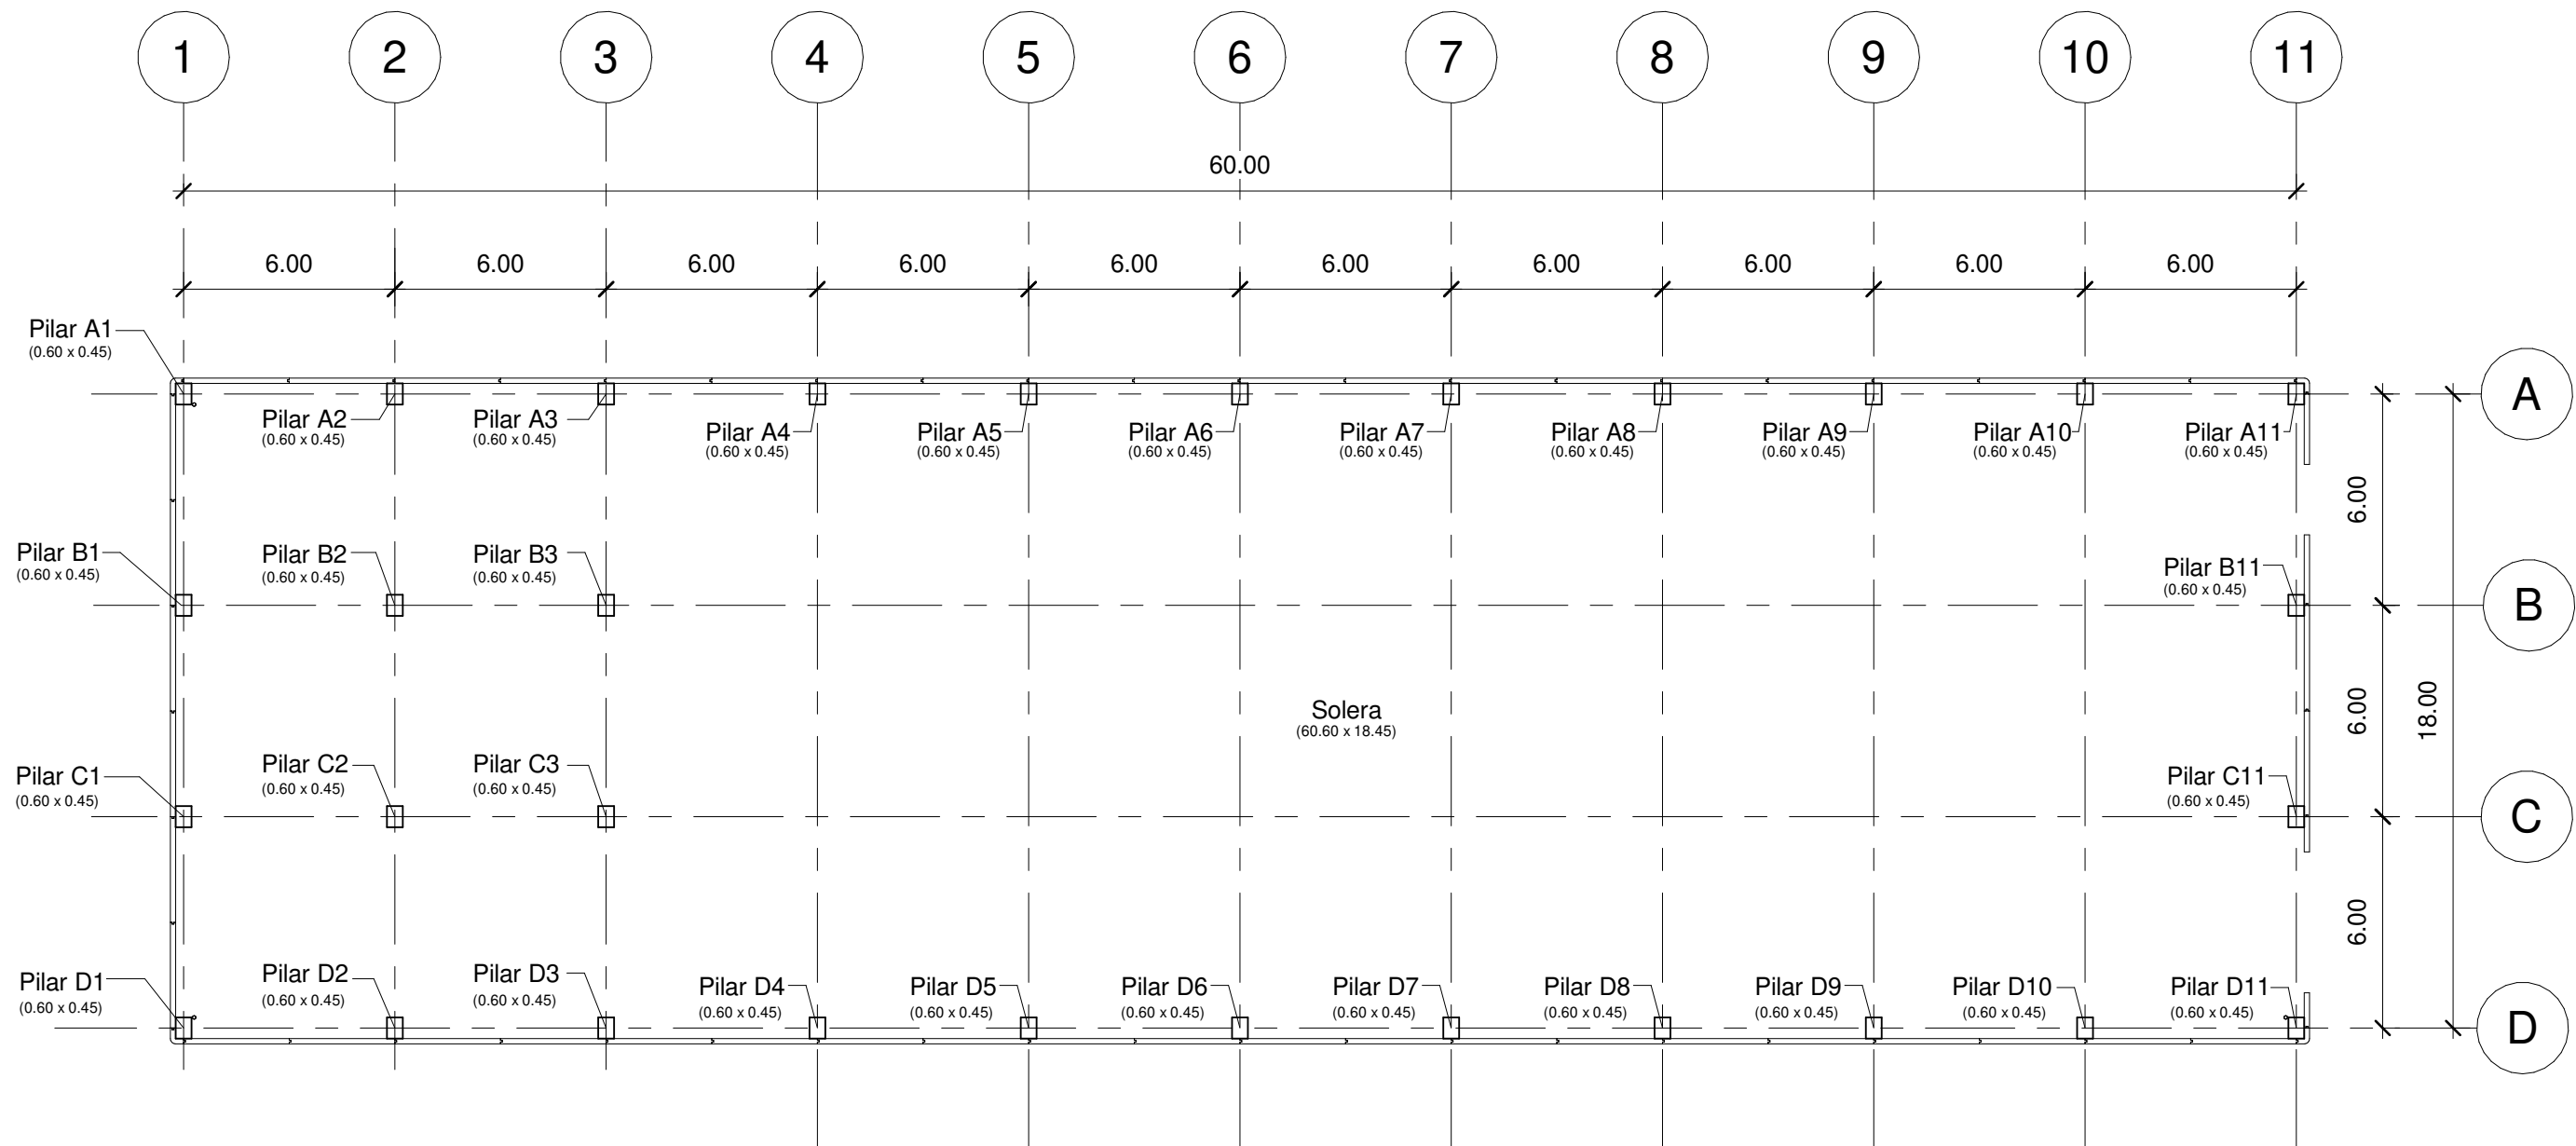 1 2 3 4 5 6 7 8 9 10 11
60.00
6.00 6.00 6.00 6.00 6.00 6.00 6.00 6.00 6.00 6.00
Pilar A1
(0.60 x 0.45)
A
Pilar A2
(0.60 x 0.45)
Pilar A3
(0.60 x 0.45)
Pilar A4
(0.60 x 0.45)
Pilar A5
(0.60 x 0.45)
Pilar A6
(0.60 x 0.45)
Pilar A7
(0.60 x 0.45)
Pilar A8
(0.60 x 0.45)
Pilar A9
(0.60 x 0.45)
Pilar A10
(0.60 x 0.45)
Pilar A11
(0.60 x 0.45)
6.00
Pilar B1
(0.60 x 0.45)
Pilar B2
(0.60 x 0.45)
Pilar B3
(0.60 x 0.45)
Pilar B11
(0.60 x 0.45)
B
Solera
(60.60 x 18.45)
6.00
18.00
Pilar C1
(0.60 x 0.45)
Pilar C2
(0.60 x 0.45)
Pilar C3
(0.60 x 0.45)
Pilar C11
(0.60 x 0.45)
C
6.00
Pilar D1
(0.60 x 0.45)
Pilar D2
(0.60 x 0.45)
Pilar D3
(0.60 x 0.45)
Pilar D4
(0.60 x 0.45)
Pilar D5
(0.60 x 0.45)
Pilar D6
(0.60 x 0.45)
Pilar D7
(0.60 x 0.45)
Pilar D8
(0.60 x 0.45)
Pilar D9
(0.60 x 0.45)
Pilar D10
(0.60 x 0.45)
Pilar D11
(0.60 x 0.45)
D